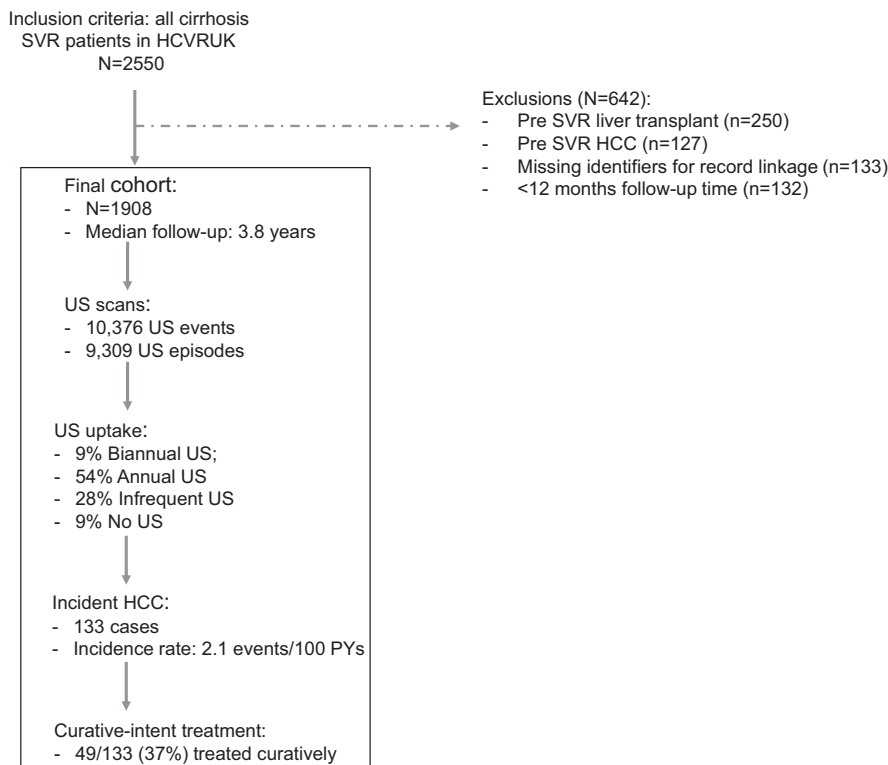 Inclusion criteria: all cirrhosis
SVR patients in HCVRUK
N=2550
Exclusions (N=642):
- Pre SVR liver transplant (n=250)
- Pre SVR HCC (n=127)
- Missing identifiers for record linkage (n=133)
- <12 months follow-up time (n=132)
Final cohort:
- N=1908
- Median follow-up: 3.8 years
US scans:
- 10,376 US events
- 9,309 US episodes
US uptake:
- 9% Biannual US;
- 54% Annual US
- 28% Infrequent US
- 9% No US
Incident HCC:
- 133 cases
- Incidence rate: 2.1 events/100 PYs
Curative-intent treatment:
- 49/133 (37%) treated curatively